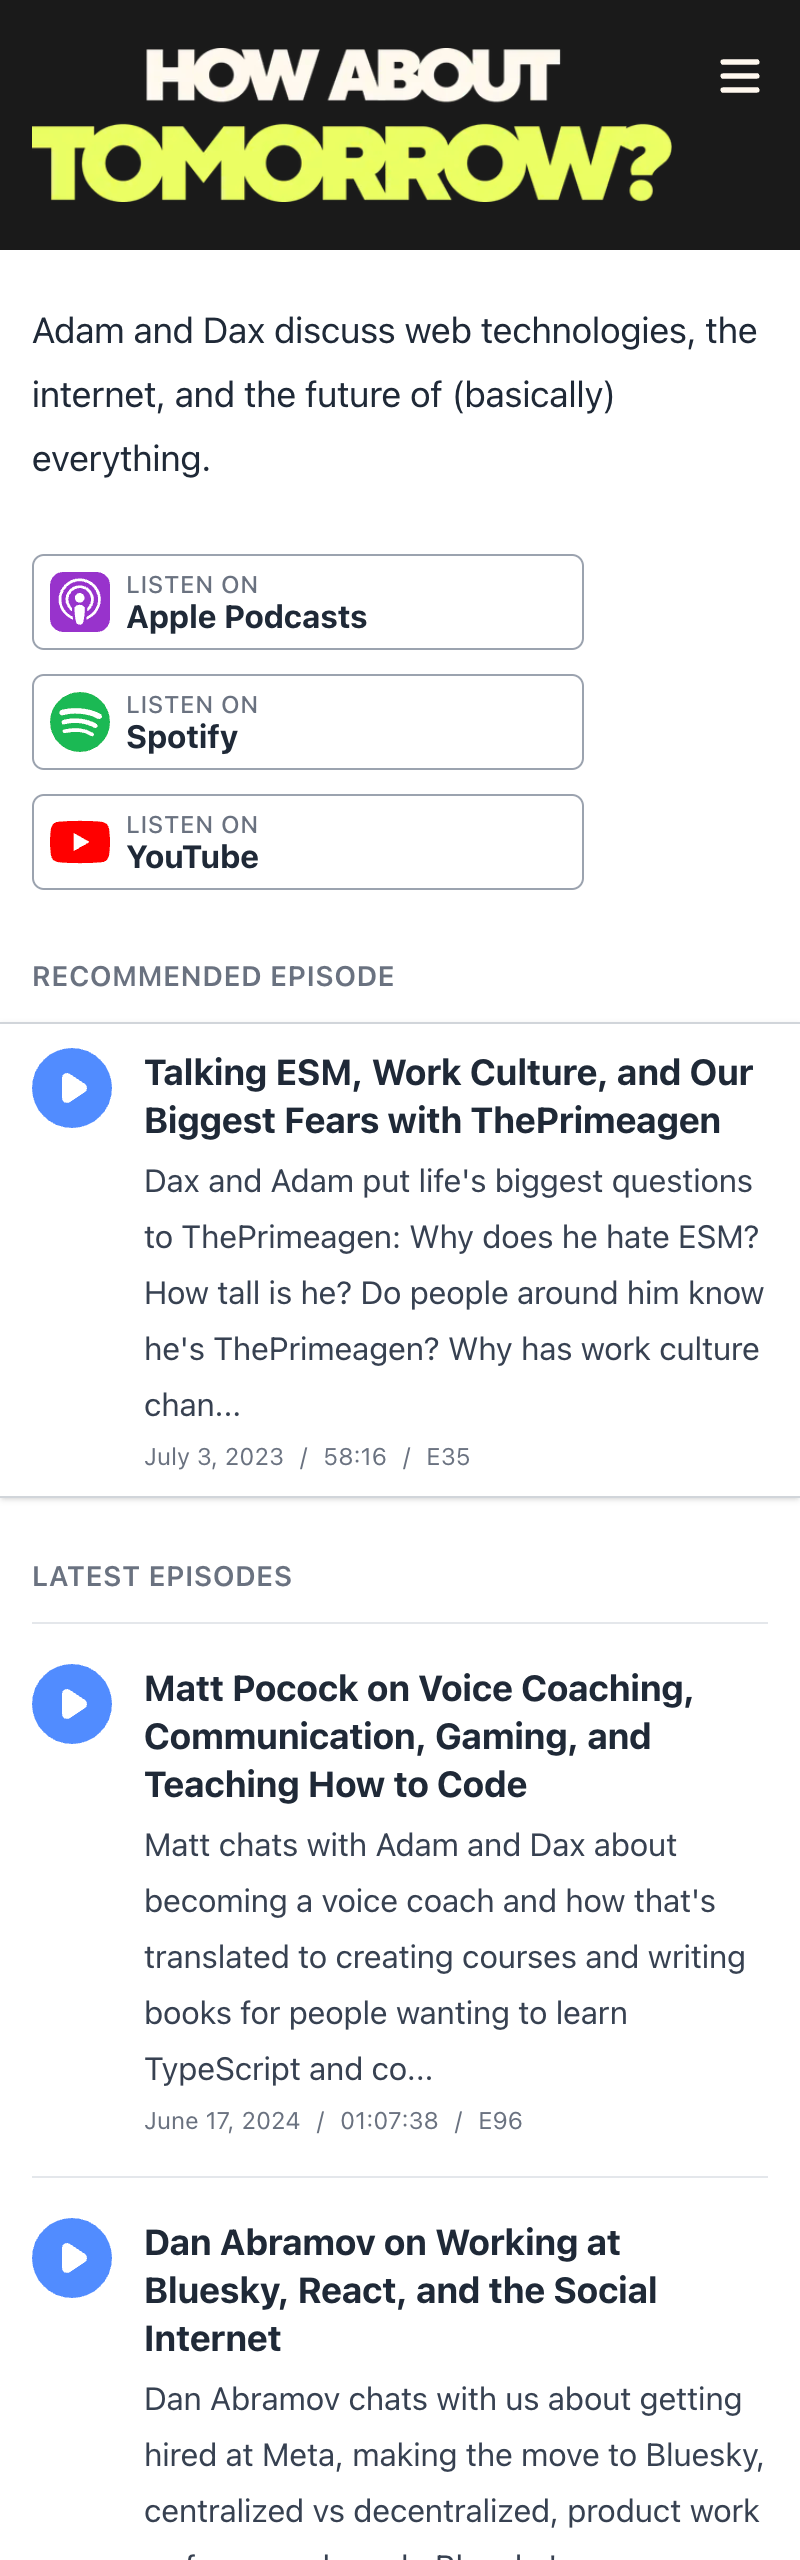 HOW ABOUT
TOMORROW?
Adam and Dax discuss web technologies, the
internet, and the future of (basically)
everything.
LISTEN ON
Apple Podcasts
LISTEN ON
Spotify
LISTEN ON
YouTube
RECOMMENDED EPISODE
Talking ESM, Work Culture, and Our
Biggest Fears with ThePrimeagen
Dax and Adam put life's biggest questions
to ThePrimeagen: Why does he hate ESM?
How tall is he? Do people around him know
he's ThePrimeagen? Why has work culture
chan...
July 3, 2023 / 58:16 / E35
LATEST EPISODES
Matt Pocock on Voice Coaching,
Communication, Gaming, and
Teaching How to Code
Matt chats with Adam and Dax about
becoming a voice coach and how that's
translated to creating courses and writing
books for people wanting to learn
TypeScript and co...
June 17, 2024 / 01:07:38 / E96
Dan Abramov on Working at
Bluesky, React, and the Social
Internet
Dan Abramov chats with us about getting
hired at Meta, making the move to Bluesky,
centralized vs decentralized, product work